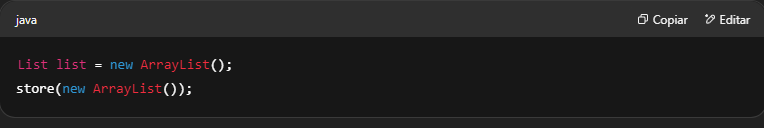 java Copiar Editar
List list = new ArrayList();
store(new ArrayList());